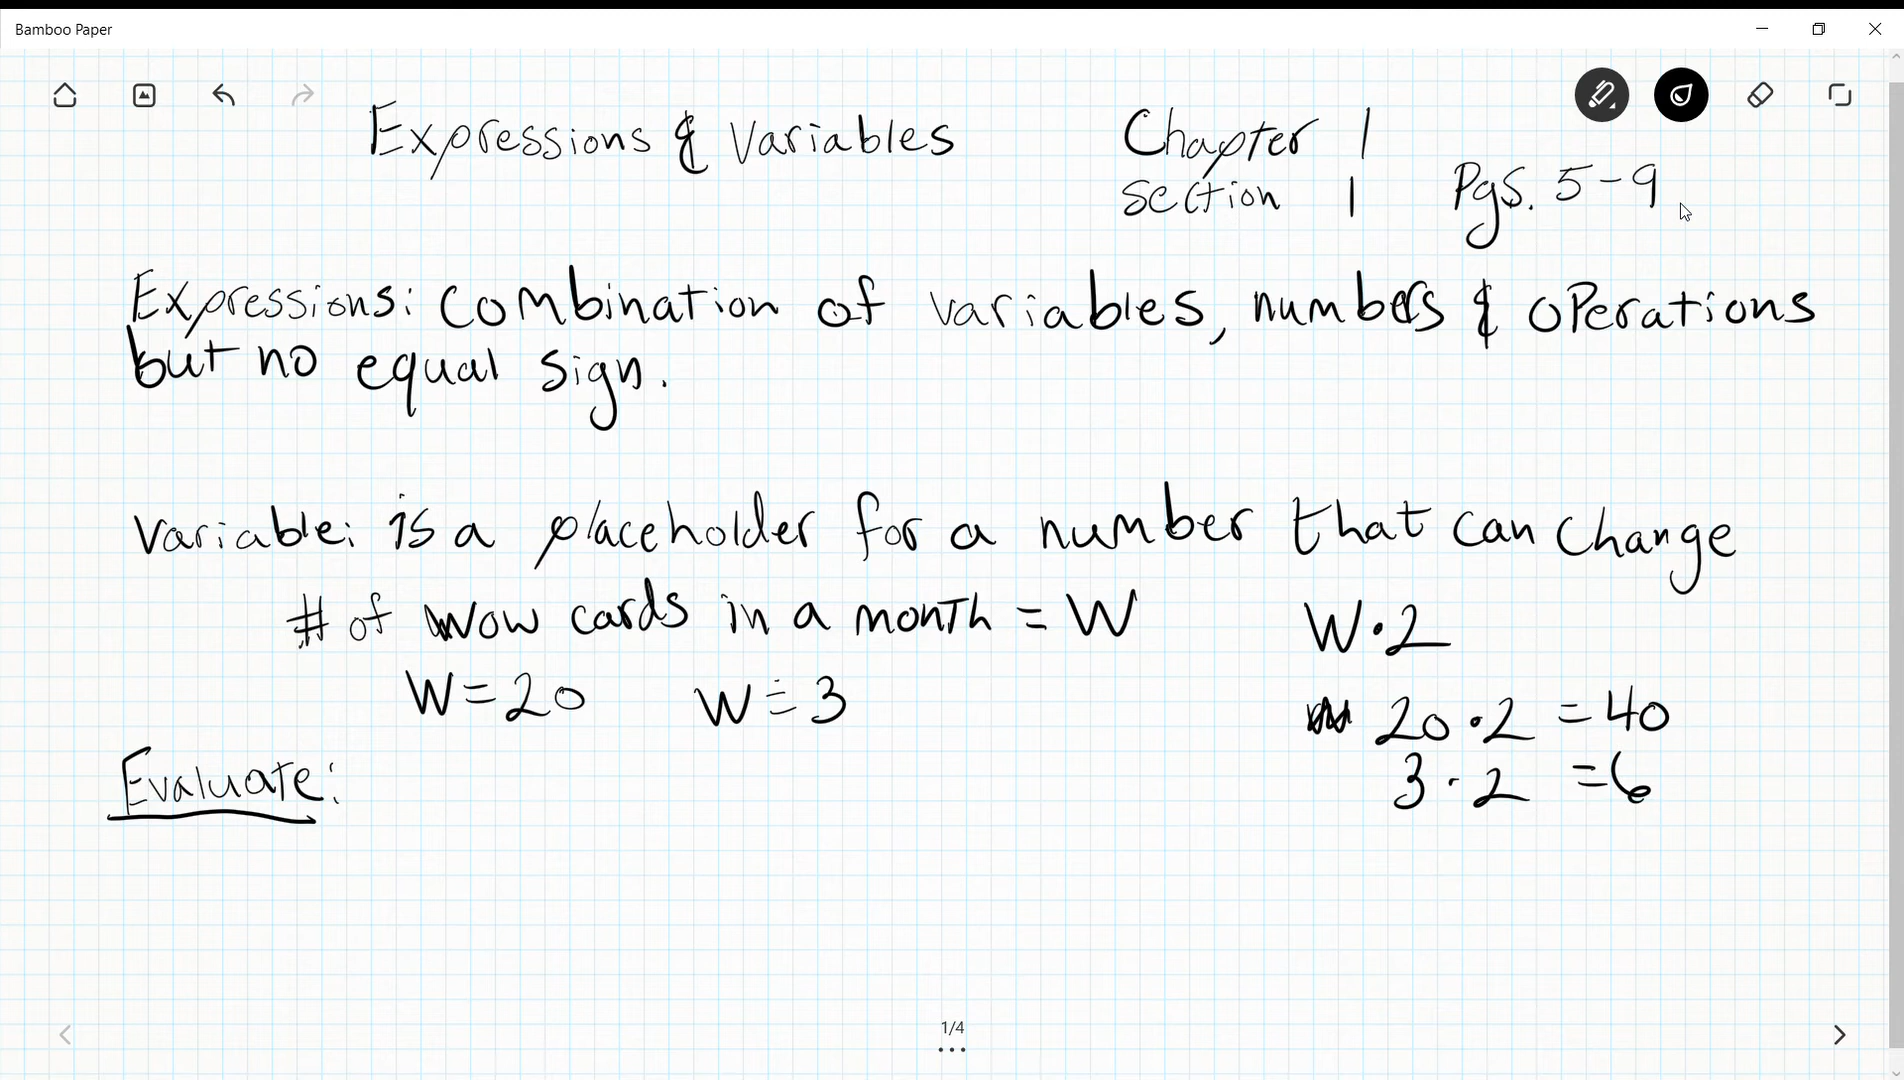 Bamboo Paper
Expressions & Variables
Chapter 1
section 1
Pgs. 5-9
Expressions: Combination of variables, numbers & operations
but no equal sign.
Variable: is a placeholder for a number that can change
# of Wow cards in a month = W
W·2
W=20 W=3
20·2 =40
3·2 =6
Evaluate:
1/4